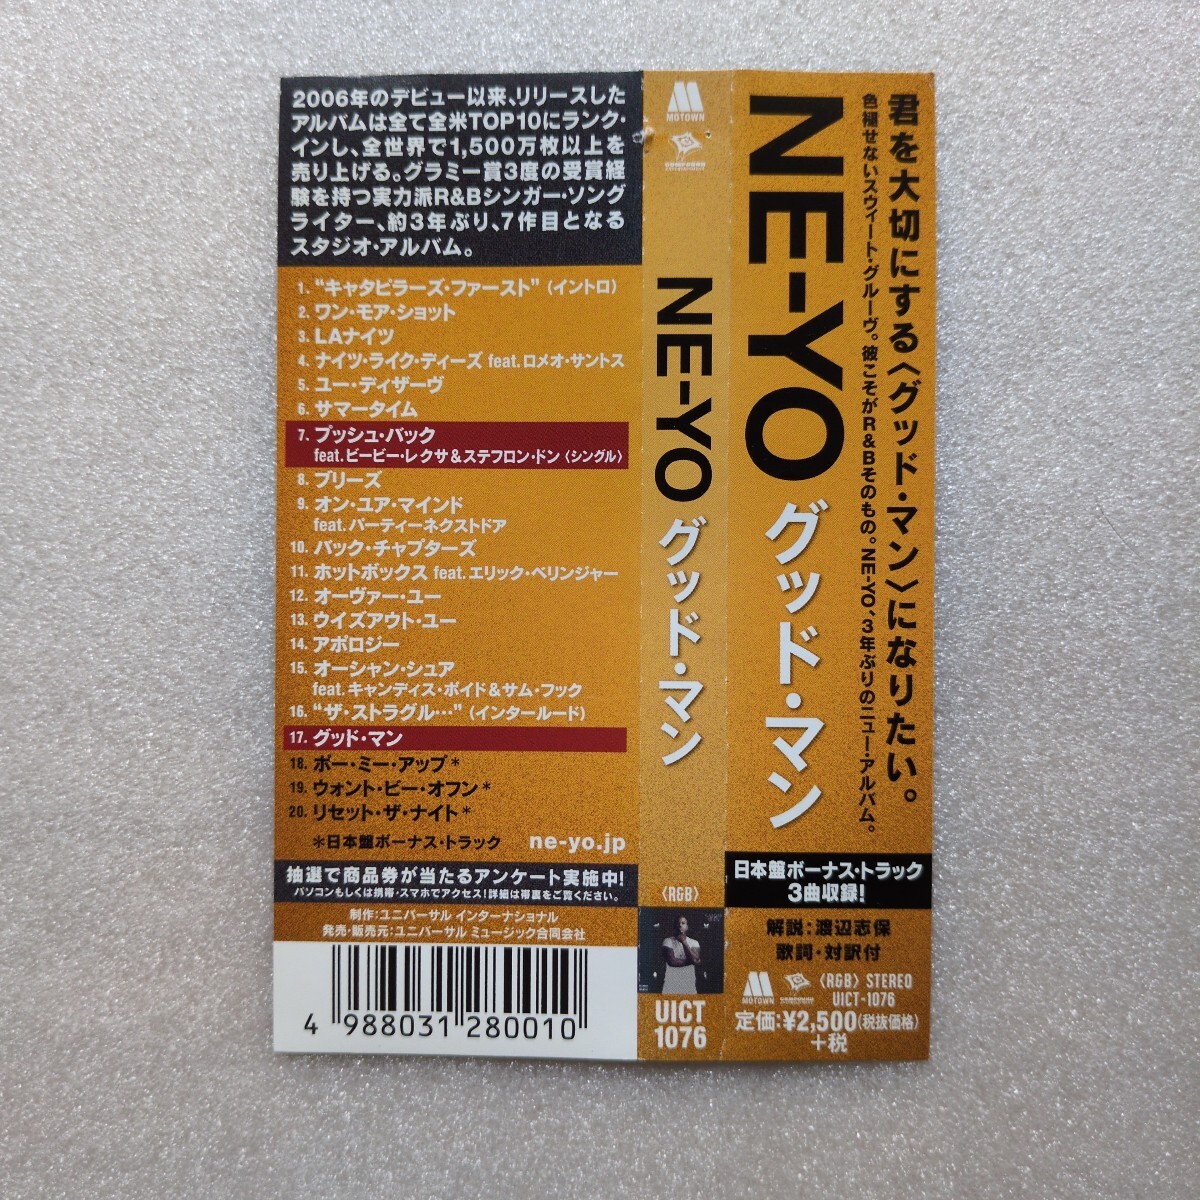 2006年のデビュー以来、リリースした
アルバムは全て全米TOP10にランク・
インし、全世界で1,500万枚以上を
売り上げる。グラミー賞3度の受賞経
験を持つ実力派R&Bシンガー・ソング
ライター、約3年ぶり、7作目となる
スタジオ・アルバム。
1. "キャタピラーズ・ファースト"（イントロ）
2. ワン・モア・ショット
3. LAナイツ
4. ナイツ・ライク・ディーズ feat.ロメオ・サントス
5. ユー・ディザーヴ
6. サマータイム
7. プッシュ・バック
feat.ビービー・レクサ&ステフロン・ドン〈シングル〉
8. ブリーズ
9. オン・ユア・マインド
feat.パーティーネクストドア
10. バック・チャプターズ
11. ホットボックス feat.エリック・ベリンジャー
12. オーヴァー・ユー
13. ウィズアウト・ユー
14. アポロジー
15. オーシャン・シュア
feat.キャンディス・ボイド&サム・フック
16. "ザ・ストラグル…"（インタールード）
17. グッド・マン
18. ポー・ミー・アップ*
19. ウォント・ビー・オフン*
20. リセット・ザ・ナイト*
*日本盤ボーナス・トラック ne-yo.jp
抽選で商品券が当たるアンケート実施中!
パソコンもしくは携帯・スマホでアクセス!詳細は帯裏をご覧ください。
制作:ユニバーサル インターナショナル
発売・販売元:ユニバーサル ミュージック合同会社
4 988031 280010
MOTOWN
NE-YO グッド・マン
〈R&B〉
UICT
1076
君を大切にする〈グッド・マン〉になりたい。
色褪せないスウィート・グルーヴ。彼こそがR&Bそのもの。NE-YO、3年ぶりのニュー・アルバム。
NE-YO グッド・マン
日本盤ボーナス・トラック
3曲収録!
解説:渡辺志保
歌詞・対訳付
MOTOWN
〈R&B〉 STEREO
UICT-1076
定価:¥2,500(税抜価格)
+税